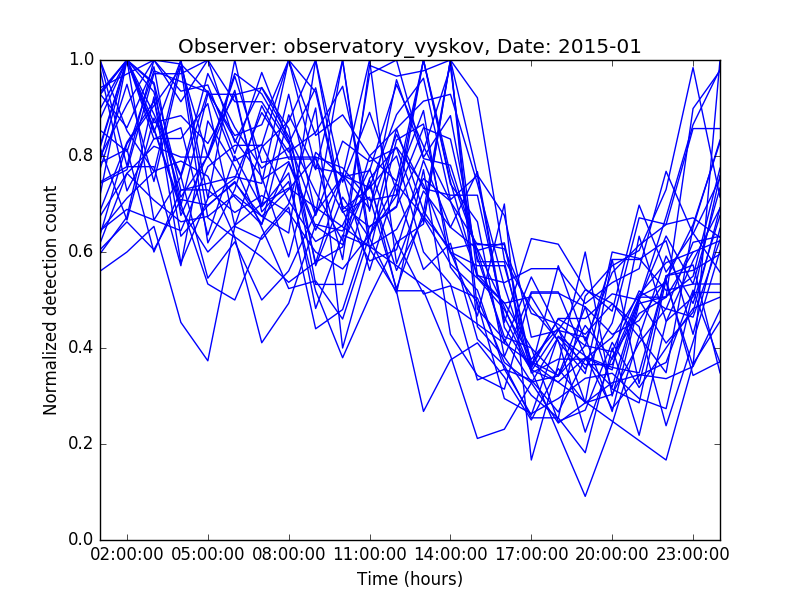 Observer: observatory_vyskov, Date: 2015-01
Normalized detection count
1.0
0.8
0.6
0.4
0.2
0.0
02:00:00 05:00:00 08:00:00 11:00:00 14:00:00 17:00:00 20:00:00 23:00:00
Time (hours)